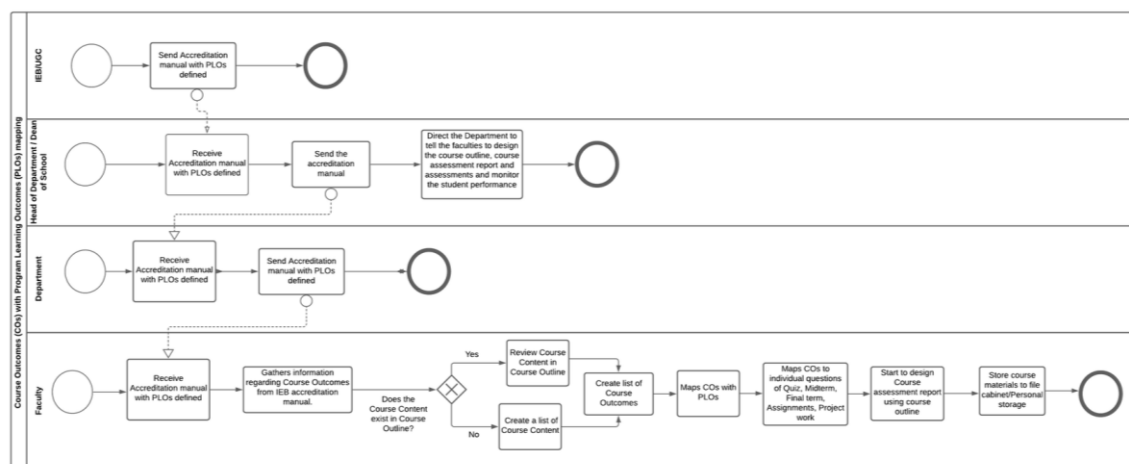 Course Outcomes (COs) with Program Learning Outcomes (PLOs) mapping
IEB/UGC
Send Accreditation
manual with PLOs
defined
Head of Department / Dean
of School
Receive
Accreditation manual
with PLOs defined
Send the
accreditation
manual
Direct the Department to
tell the faculties to design
the course outline, course
assessment report and
assessments and monitor
the student performance
Department
Receive
Accreditation manual
with PLOs defined
Send Accreditation
manual with PLOs
defined
Faculty
Receive
Accreditation manual
with PLOs defined
Gathers information
regarding Course Outcomes
from IEB accreditation
manual.
Does the
Course Content
exist in Course
Outline?
Yes
Review Course
Content in
Course Outline
No
Create a list of
Course Content
Create list of
Course
Outcomes
Maps COs with
PLOs
Maps COs to
individual questions
of Quiz, Midterm,
Final term,
Assignments, Project
work
Start to design
Course
assessment report
using course
outline
Store course
materials to file
cabinet/Personal
storage